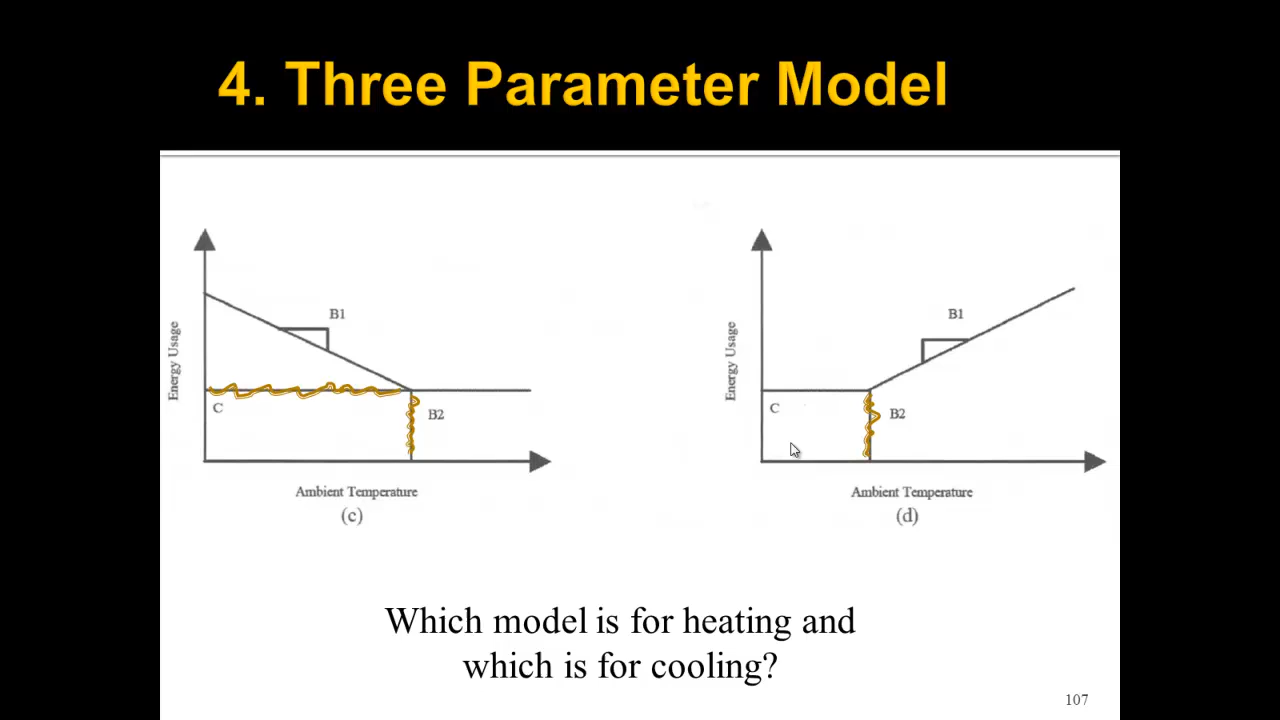 4. Three Parameter Model
B1
Energy Usage
C
B2
Ambient Temperature
(c)
B1
Energy Usage
C
B2
Ambient Temperature
(d)
Which model is for heating and
which is for cooling?
107